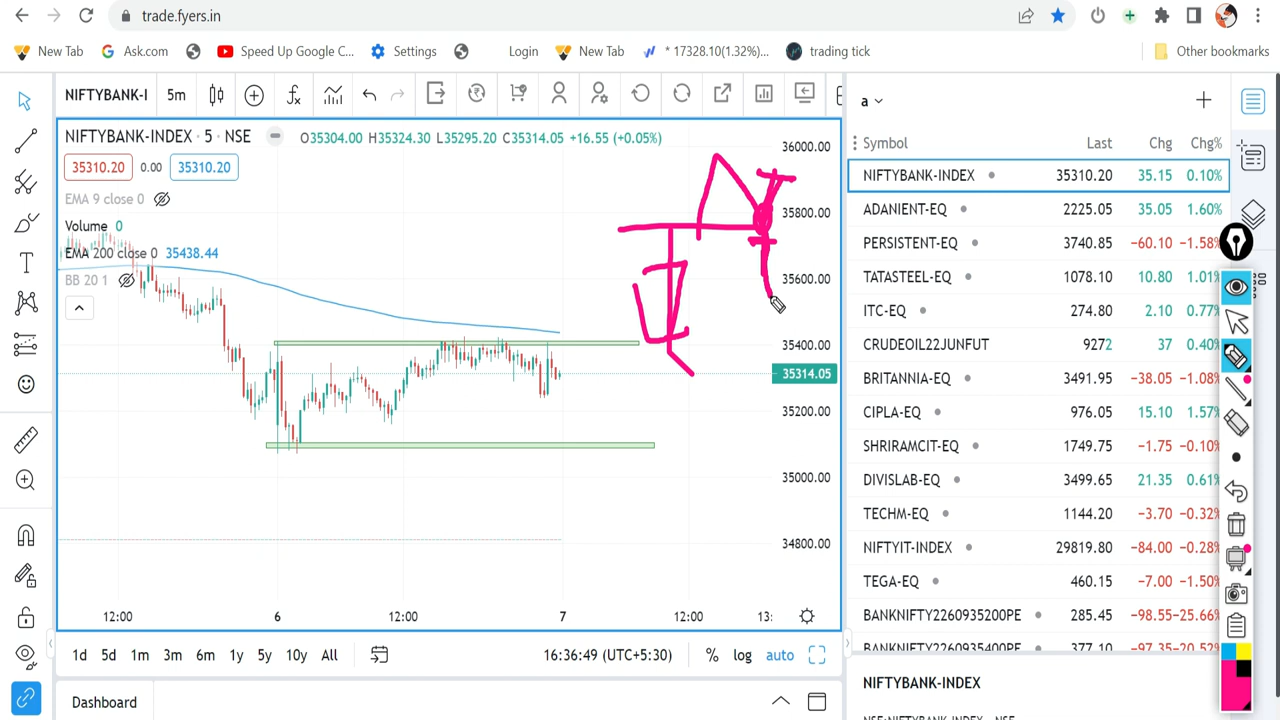 trade.fyers.in
New Tab Ask.com Speed Up Google C... Settings Login New Tab * 17328.10(1.32%)... trading tick Other bookmarks
NIFTYBANK-I 5m
a
NIFTYBANK-INDEX · 5 · NSE O35304.00 H35324.30 L35295.20 C35314.05 +16.55 (+0.05%)
35310.20 0.00 35310.20
EMA 9 close 0
Volume 0
EMA 200 close 0 35438.44
BB 20 1
36000.00
35800.00
35600.00
35400.00
35314.05
35200.00
35000.00
34800.00
12:00 6 12:00 7 12:00 13:
1d 5d 1m 3m 6m 1y 5y 10y All 16:36:49 (UTC+5:30) % log auto
Dashboard
Symbol Last Chg Chg%
NIFTYBANK-INDEX 35310.20 35.15 0.10%
ADANIENT-EQ 2225.05 35.05 1.60%
PERSISTENT-EQ 3740.85 −60.10 −1.58%
TATASTEEL-EQ 1078.10 10.80 1.01%
ITC-EQ 274.80 2.10 0.77%
CRUDEOIL22JUNFUT 9272 37 0.40%
BRITANNIA-EQ 3491.95 −38.05 −1.08%
CIPLA-EQ 976.05 15.10 1.57%
SHRIRAMCIT-EQ 1749.75 −1.75 −0.10%
DIVISLAB-EQ 3499.65 21.35 0.61%
TECHM-EQ 1144.20 −3.70 −0.32%
NIFTYIT-INDEX 29819.80 −84.00 −0.28%
TEGA-EQ 460.15 −7.00 −1.50%
BANKNIFTY2260935200PE 285.45 −98.55 −25.66%
BANKNIFTY2260935400PE 377.10 −97.35 −20.52%
NIFTYBANK-INDEX